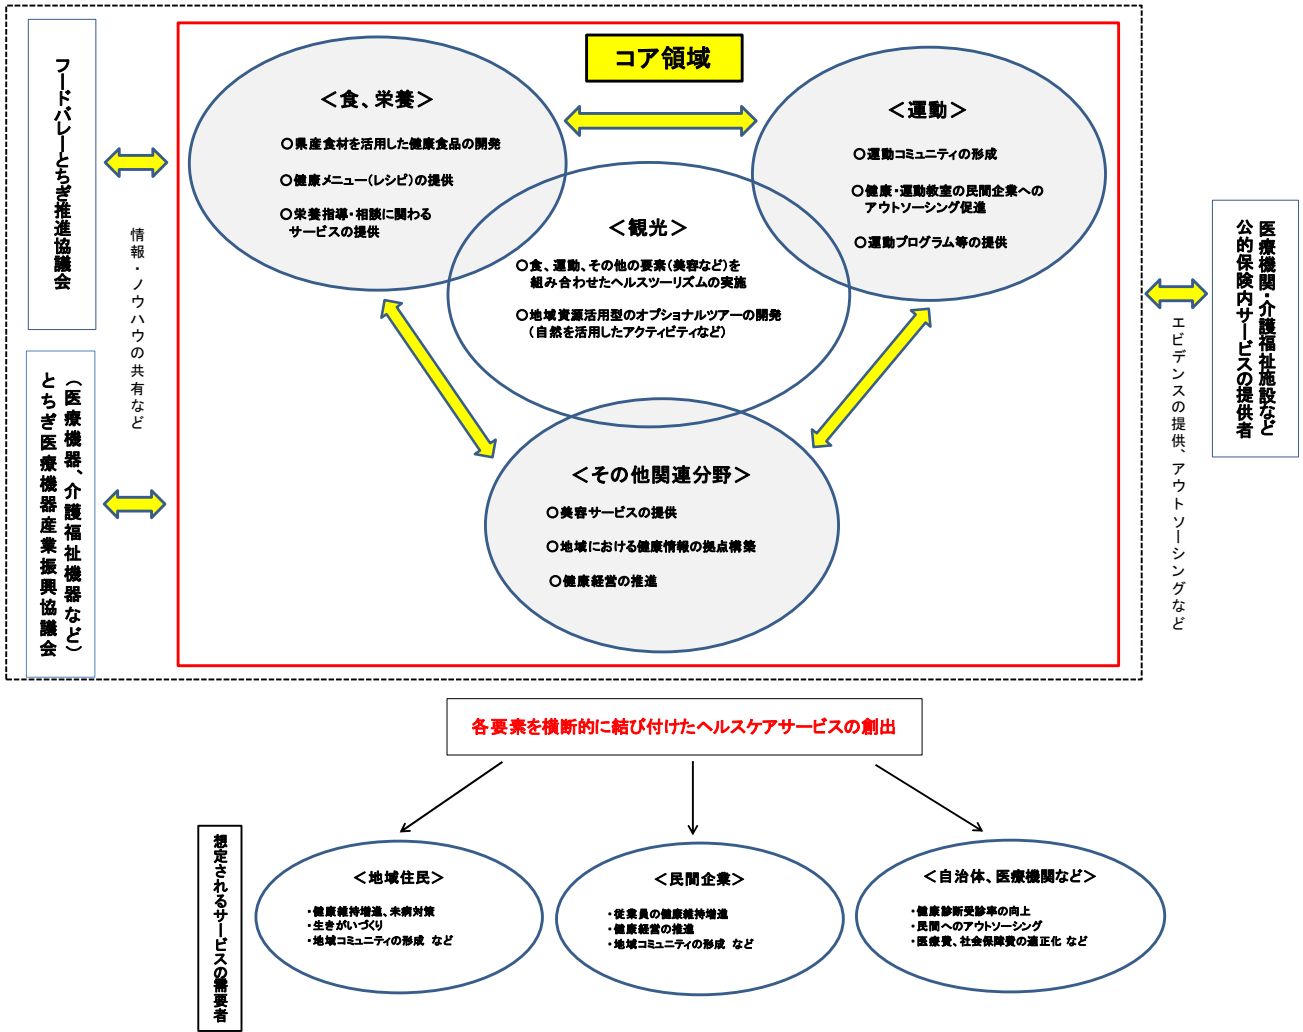 コア領域
フードバレーとちぎ推進協議会
(医療機器、介護福祉機器など)
とちぎ医療機器産業振興協議会
情報・ノウハウの共有など
<食、栄養>
○県産食材を活用した健康食品の開発
○健康メニュー(レシピ)の提供
○栄養指導・相談に関わる
サービスの提供
<運動>
○運動コミュニティの形成
○健康・運動教室の民間企業への
アウトソーシング促進
○運動プログラム等の提供
<観光>
○食、運動、その他の要素(美容など)を
組み合わせたヘルスツーリズムの実施
○地域資源活用型のオプショナルツアーの開発
(自然を活用したアクティビティなど)
<その他関連分野>
○美容サービスの提供
○地域における健康情報の拠点構築
○健康経営の推進
医療機関・介護福祉施設など
公的保険内サービスの提供者
エビデンスの提供、アウトソーシングなど
各要素を横断的に結び付けたヘルスケアサービスの創出
想定されるサービスの需要者
<地域住民>
・健康維持増進、未病対策
・生きがいづくり
・地域コミュニティの形成 など
<民間企業>
・従業員の健康維持増進
・健康経営の推進
・地域コミュニティの形成 など
<自治体、医療機関など>
・健康診断受診率の向上
・民間へのアウトソーシング
・医療費、社会保障費の適正化 など